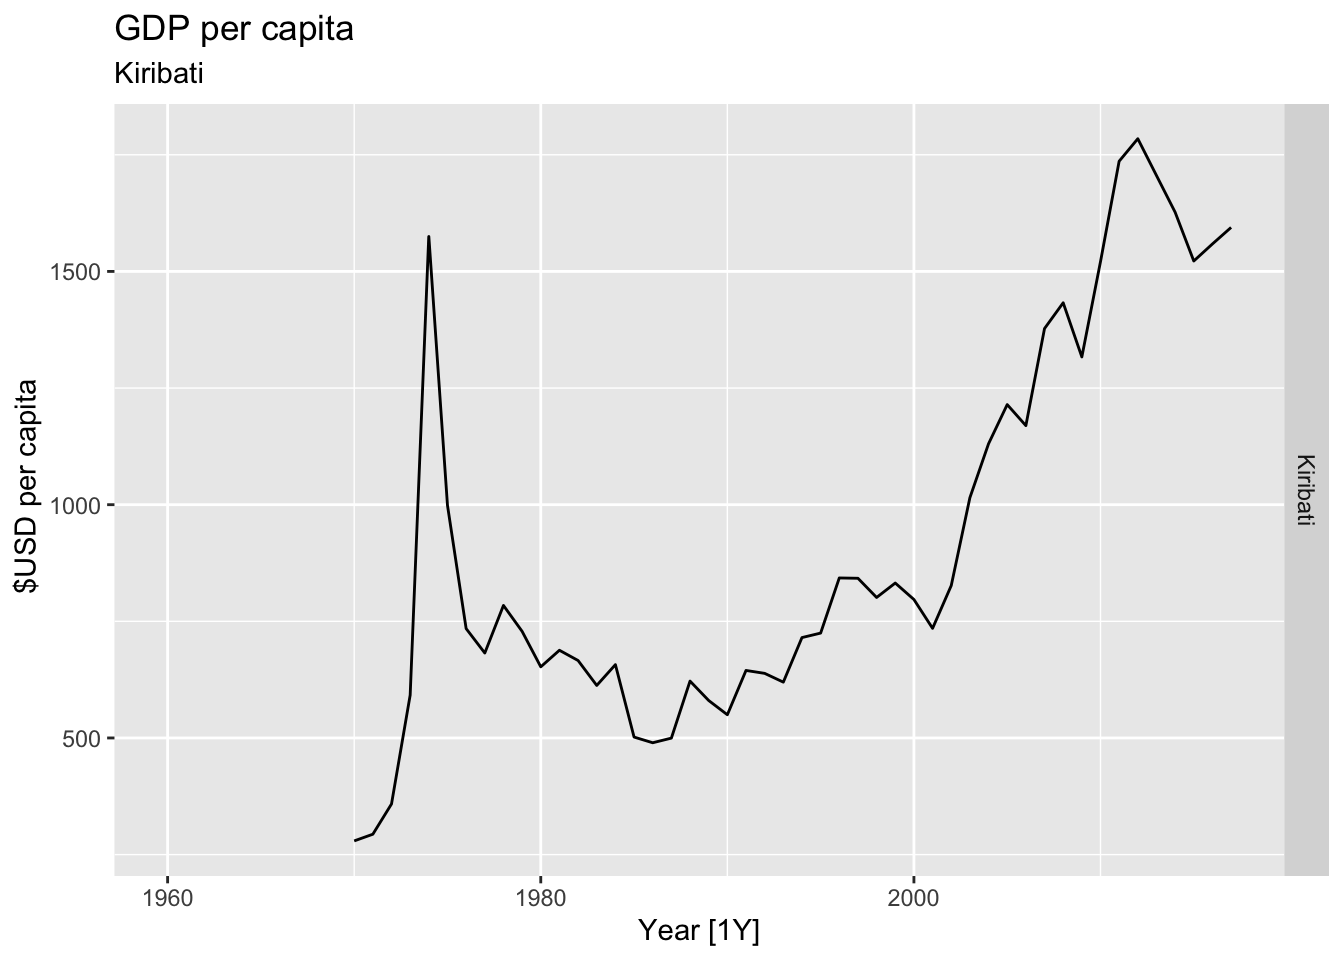 GDP per capita
Kiribati
$USD per capita
1500
1000
500
Kiribati
1960
1980
2000
Year [1Y]